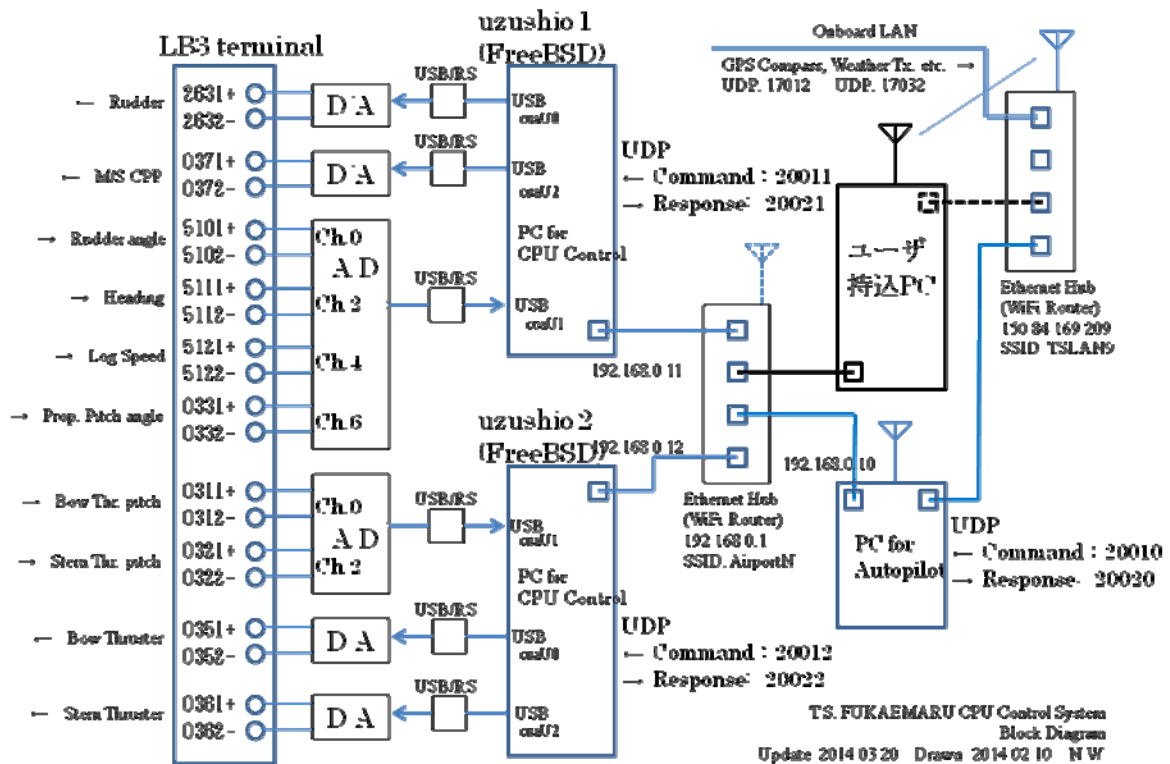 LB3 terminal
uzushio 1
(FreeBSD)
Onboard LAN
GPS Compass, Weather Tx. etc. →
UDP. 17012 UDP. 17032
← Rudder
2631+
2632-
D/A
USB/RS
USB
cuaU0
← M/S CPP
0371+
0372-
D/A
USB/RS
USB
cuaU2
UDP
← Command : 20011
→ Response: 20021
→ Rudder angle
5101+
5102-
Ch.0
AD
PC for
CPU Control
→ Heading
5111+
5112-
Ch.2
USB/RS
USB
cuaU1
→ Log Speed
5121+
5122-
Ch.4
→ Prop. Pitch angle
0331+
0332-
Ch.6
192.168.0.11
ユーザ
持込PC
Ethernet Hub
(WiFi Router)
150 84 169 209
SSID TSLAN9
uzushio 2
(FreeBSD)
192.168.0.12
→ Bow Thr. pitch
0311+
0312-
Ch.0
AD
USB/RS
USB
cuaU1
→ Stern Thr. pitch
0321+
0322-
Ch.2
PC for
CPU Control
Ethernet Hub
(WiFi Router)
192 168 0.1
SSID. AirportN
192.168.0.10
PC for
Autopilot
UDP
← Command : 20010
→ Response- 20020
← Bow Thruster
0351+
0352-
D/A
USB/RS
USB
cuaU0
UDP
← Command : 20012
→ Response: 20022
← Stern Thruster
0361+
0362-
D/A
USB/RS
USB
cuaU2
T.S. FUKAEMARU CPU Control System
Block Diagram
Update 2014 03 20 Drawn 2014 02 10 N W